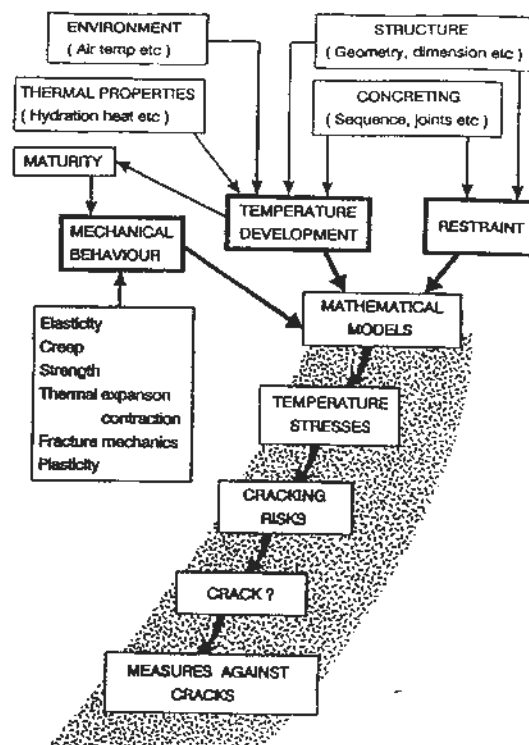 ENVIRONMENT
( Air temp etc )
STRUCTURE
( Geometry, dimension etc )
THERMAL PROPERTIES
( Hydration heat etc )
CONCRETING
( Sequence, joints etc )
MATURITY
TEMPERATURE
DEVELOPMENT
RESTRAINT
MECHANICAL
BEHAVIOUR
MATHEMATICAL
MODELS
Elasticity
Creep
Strength
Thermal expanson
contraction
Fracture mechanics
Plasticity
TEMPERATURE
STRESSES
CRACKING
RISKS
CRACK ?
MEASURES AGAINST
CRACKS